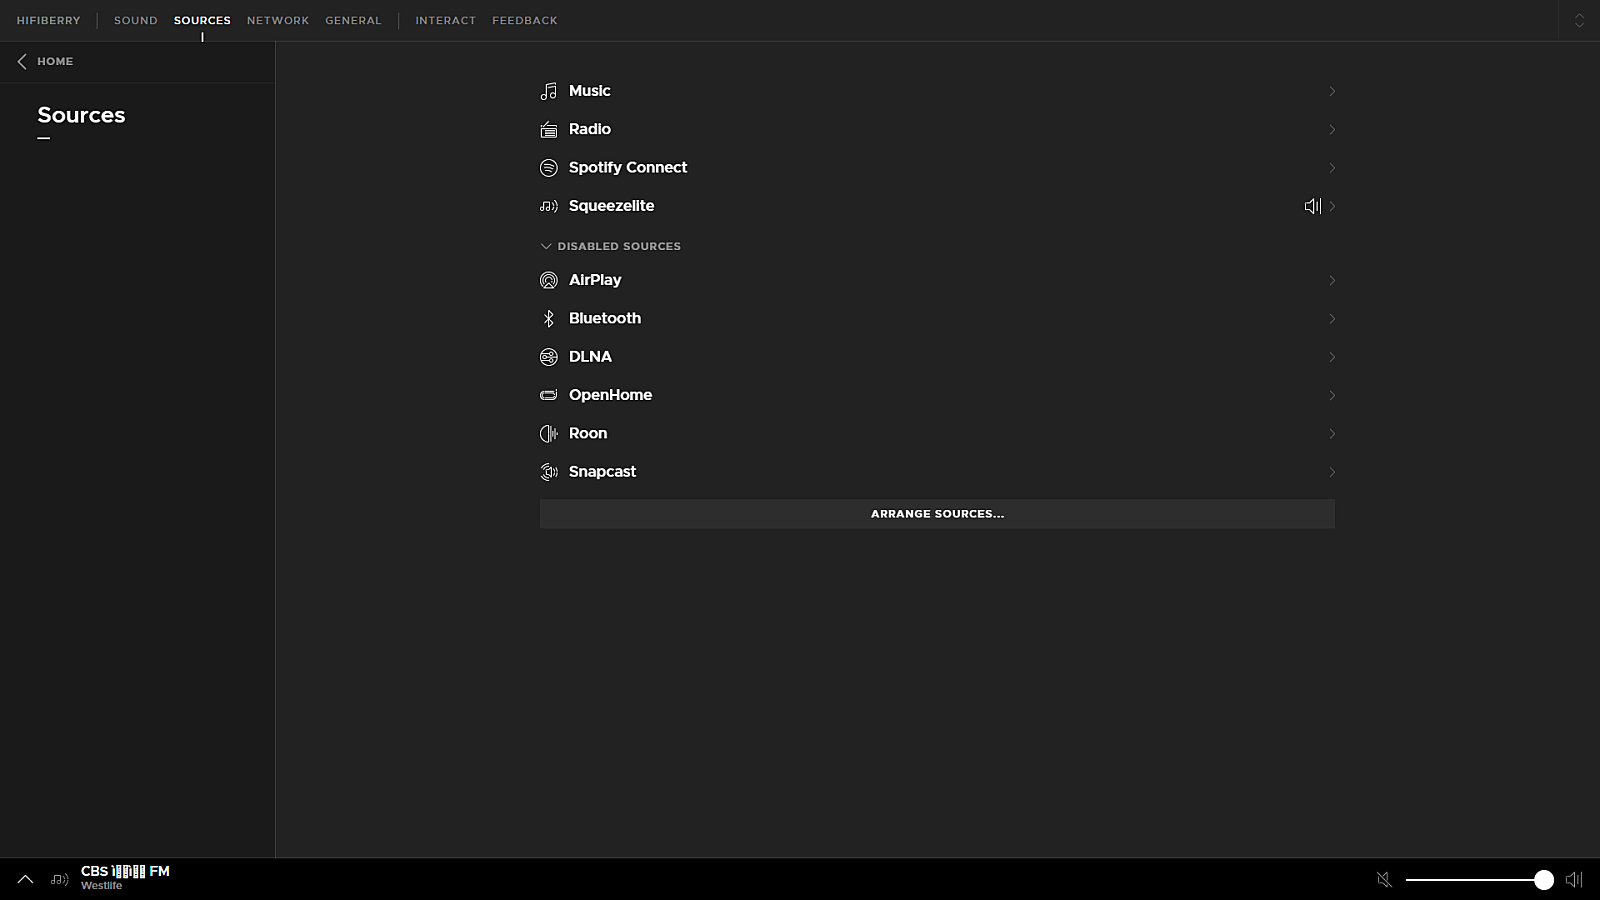 HIFIBERRY
SOUND
SOURCES
NETWORK
GENERAL
INTERACT
FEEDBACK
HOME
Sources
Music
Radio
Spotify Connect
Squeezelite
DISABLED SOURCES
AirPlay
Bluetooth
DLNA
OpenHome
Roon
Snapcast
ARRANGE SOURCES...
CBS FM
Westlife